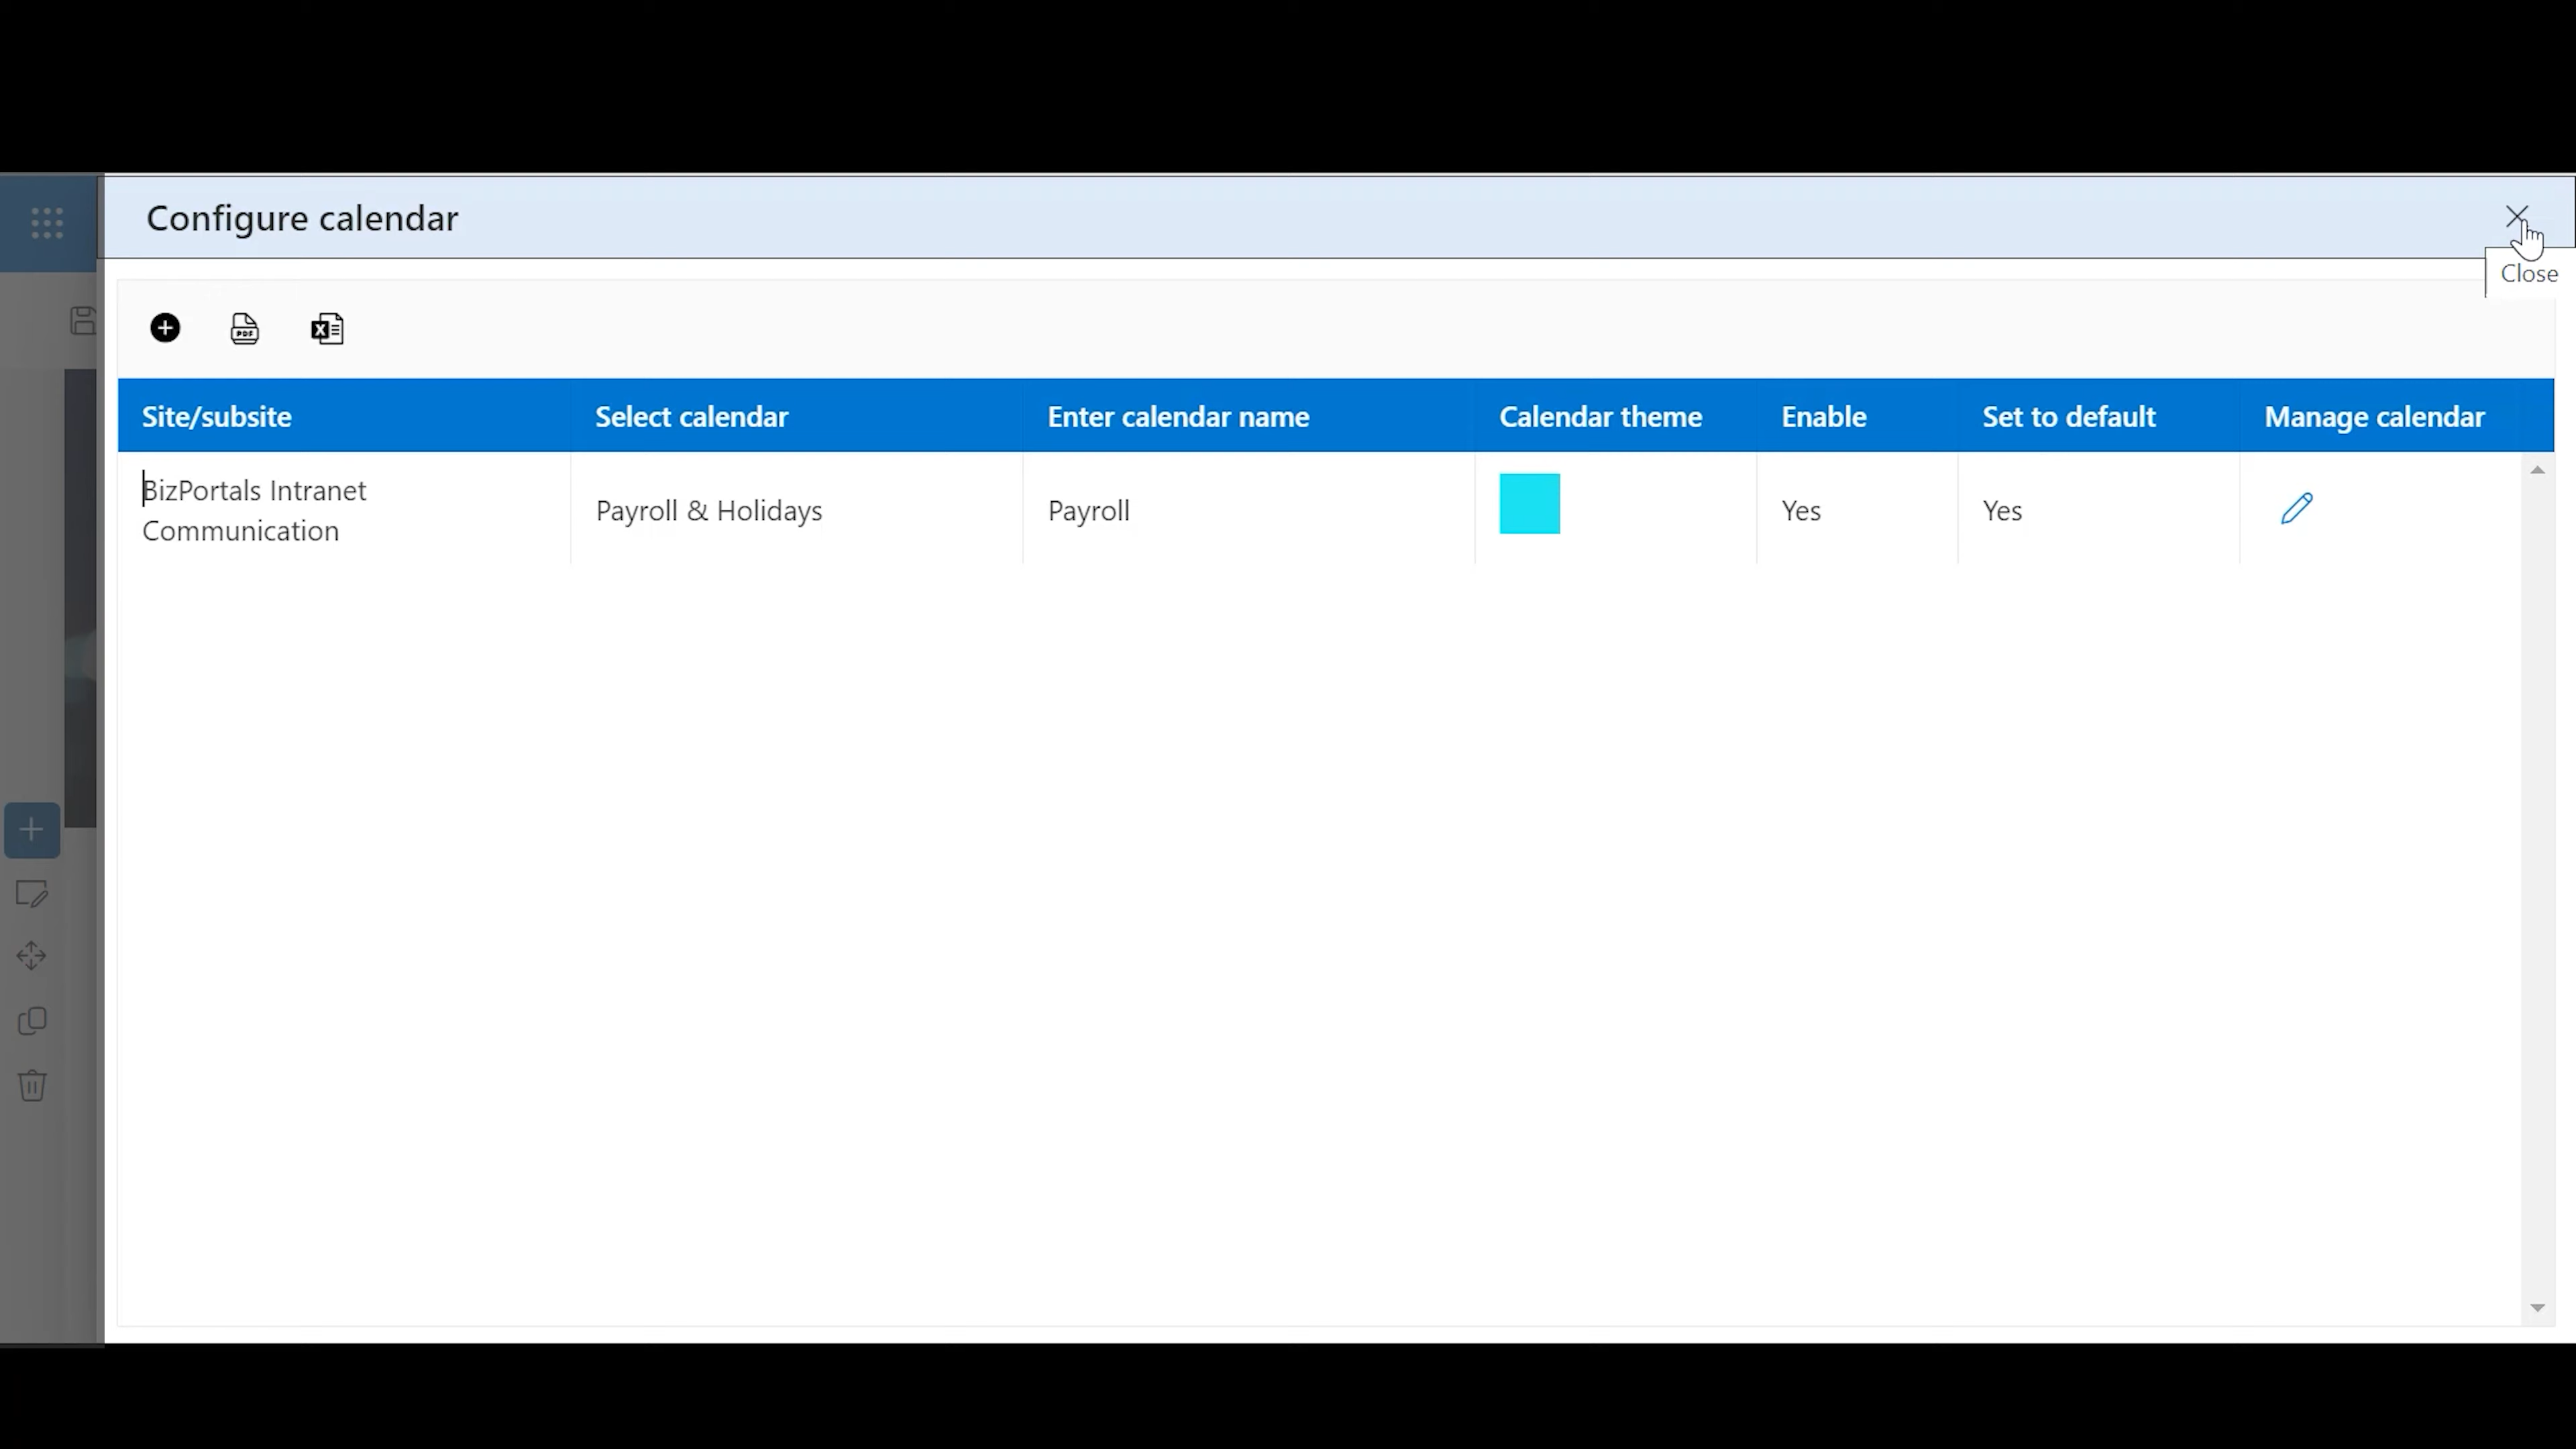 Configure calendar
Close
PDF
Site/subsite
Select calendar
Enter calendar name
Calendar theme
Enable
Set to default
Manage calendar
BizPortals Intranet
Communication
Payroll & Holidays
Payroll
Yes
Yes